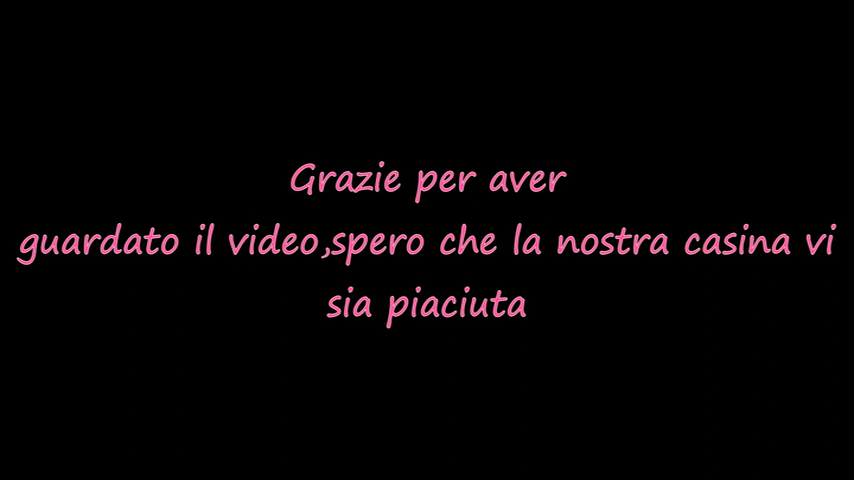 Grazie per aver
guardato il video,spero che la nostra casina vi
sia piaciuta